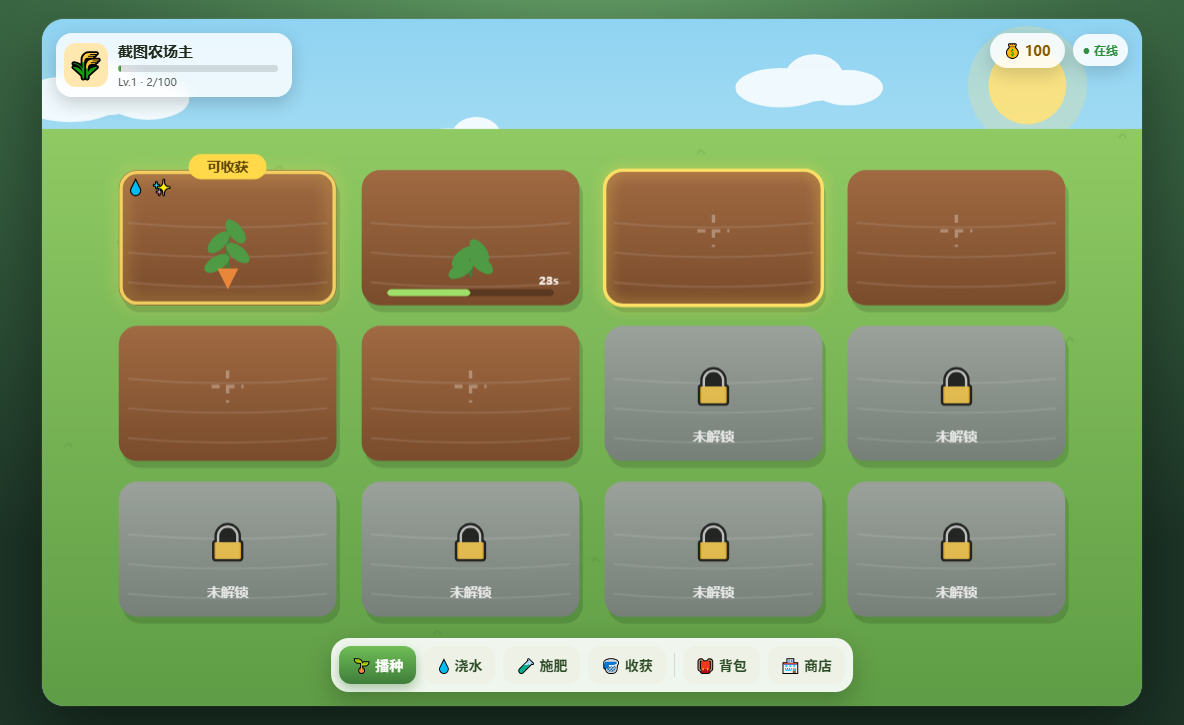 截图农场主
Lv.1 · 2/100
100
在线
可收获
23s
未解锁
未解锁
未解锁
未解锁
未解锁
未解锁
播种
浇水
施肥
收获
背包
商店